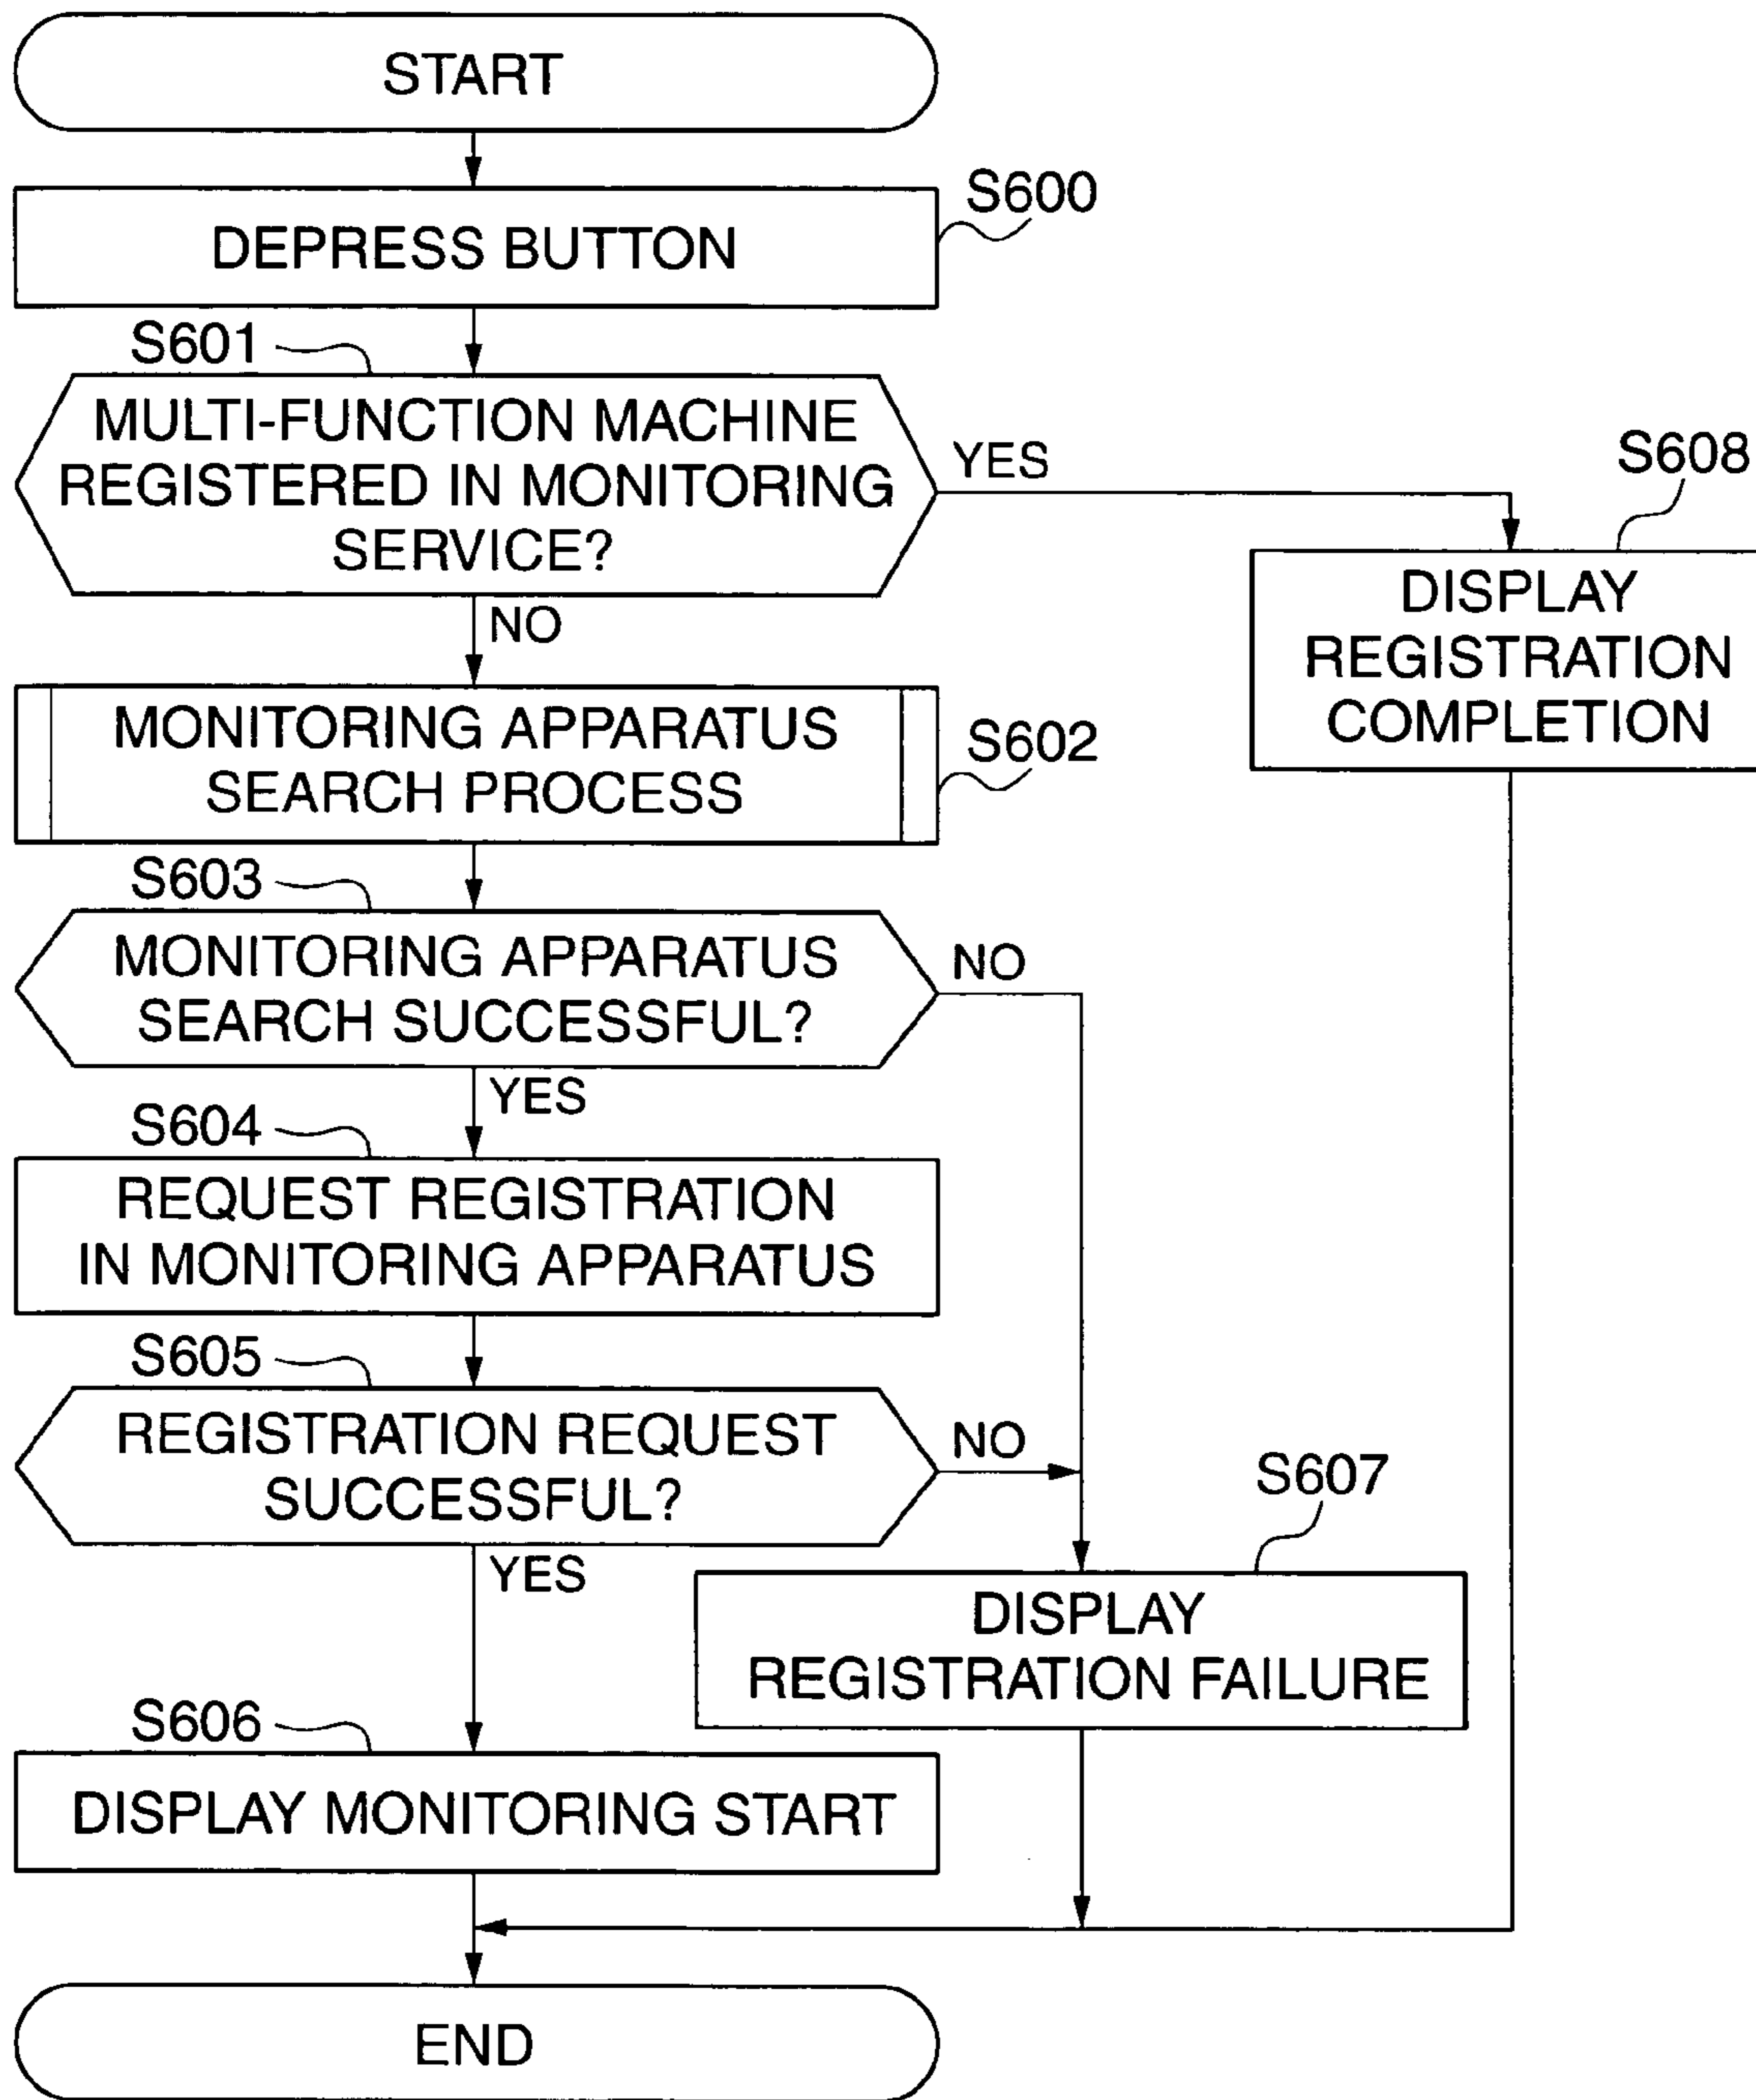 START
S600
DEPRESS BUTTON
S601
MULTI-FUNCTION MACHINE
REGISTERED IN MONITORING
SERVICE?
YES
NO
S608
DISPLAY
REGISTRATION
COMPLETION
MONITORING APPARATUS
SEARCH PROCESS
S602
S603
MONITORING APPARATUS
SEARCH SUCCESSFUL?
NO
YES
S604
REQUEST REGISTRATION
IN MONITORING APPARATUS
S605
REGISTRATION REQUEST
SUCCESSFUL?
NO
YES
S607
DISPLAY
REGISTRATION FAILURE
S606
DISPLAY MONITORING START
END